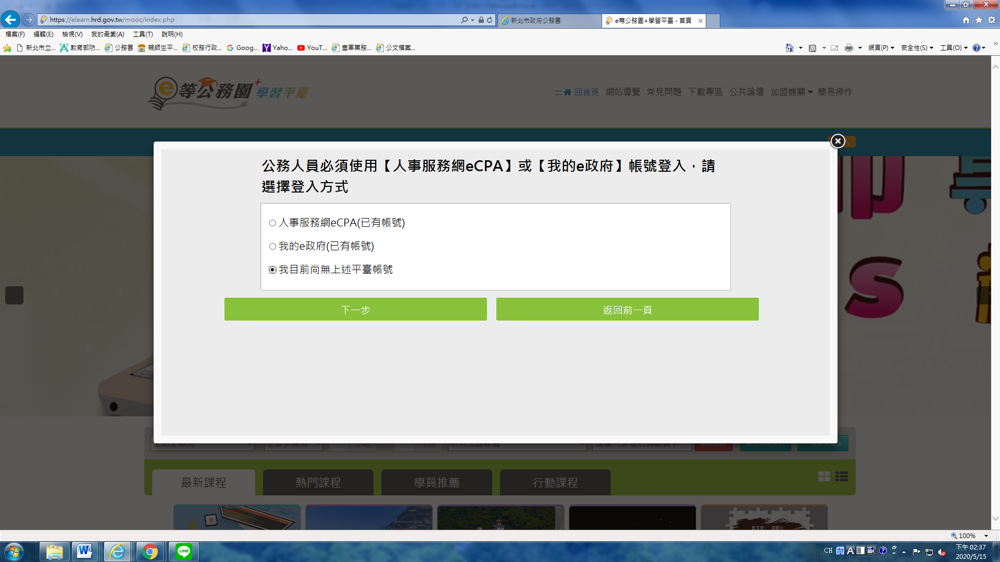 https://elearn.hrd.gov.tw/mooc/index.php
新北市政府公務雲
e等公務園+學習平臺 - 首頁
檔案(F) 編輯(E) 檢視(V) 我的最愛(A) 工具(T) 說明(H)
新北市立... 教育部防... 公務雲 親師生平... 校務行政... Goog... Yaho... YouT... 童軍業務... 公文檔案...
網頁(P) 安全性(S) 工具(O)
e等公務園+學習平臺
::: 回首頁 網站導覽 常見問題 下載專區 公共論壇 加盟機關 簡易操作
公務人員必須使用【人事服務網eCPA】或【我的e政府】帳號登入，請
選擇登入方式
人事服務網eCPA(已有帳號)
我的e政府(已有帳號)
我目前尚無上述平臺帳號
下一步
返回前一頁
最新課程
熱門課程
學員推薦
行動課程
25
100%
LINE
CH
下午 02:37
2020/5/15